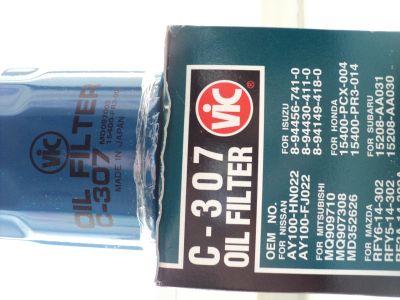 ViC
OIL FILTER
C-307
MADE IN JAPAN
ViC
C-307
OIL FILTER
OEM NO.
FOR NISSAN
AY100-HN022
AY100-FJ022
FOR MITSUBISHI
MQ909710
MQ907308
MD352626
FOR ISUZU
8-94456-741-0
8-94430-411-0
8-94149-418-0
FOR HONDA
15400-PCX-004
15400-PR3-014
FOR MAZDA
RFY6-14-302
RFY5-14-302
FOR SUBARU
15208-AA031
15208-AA030